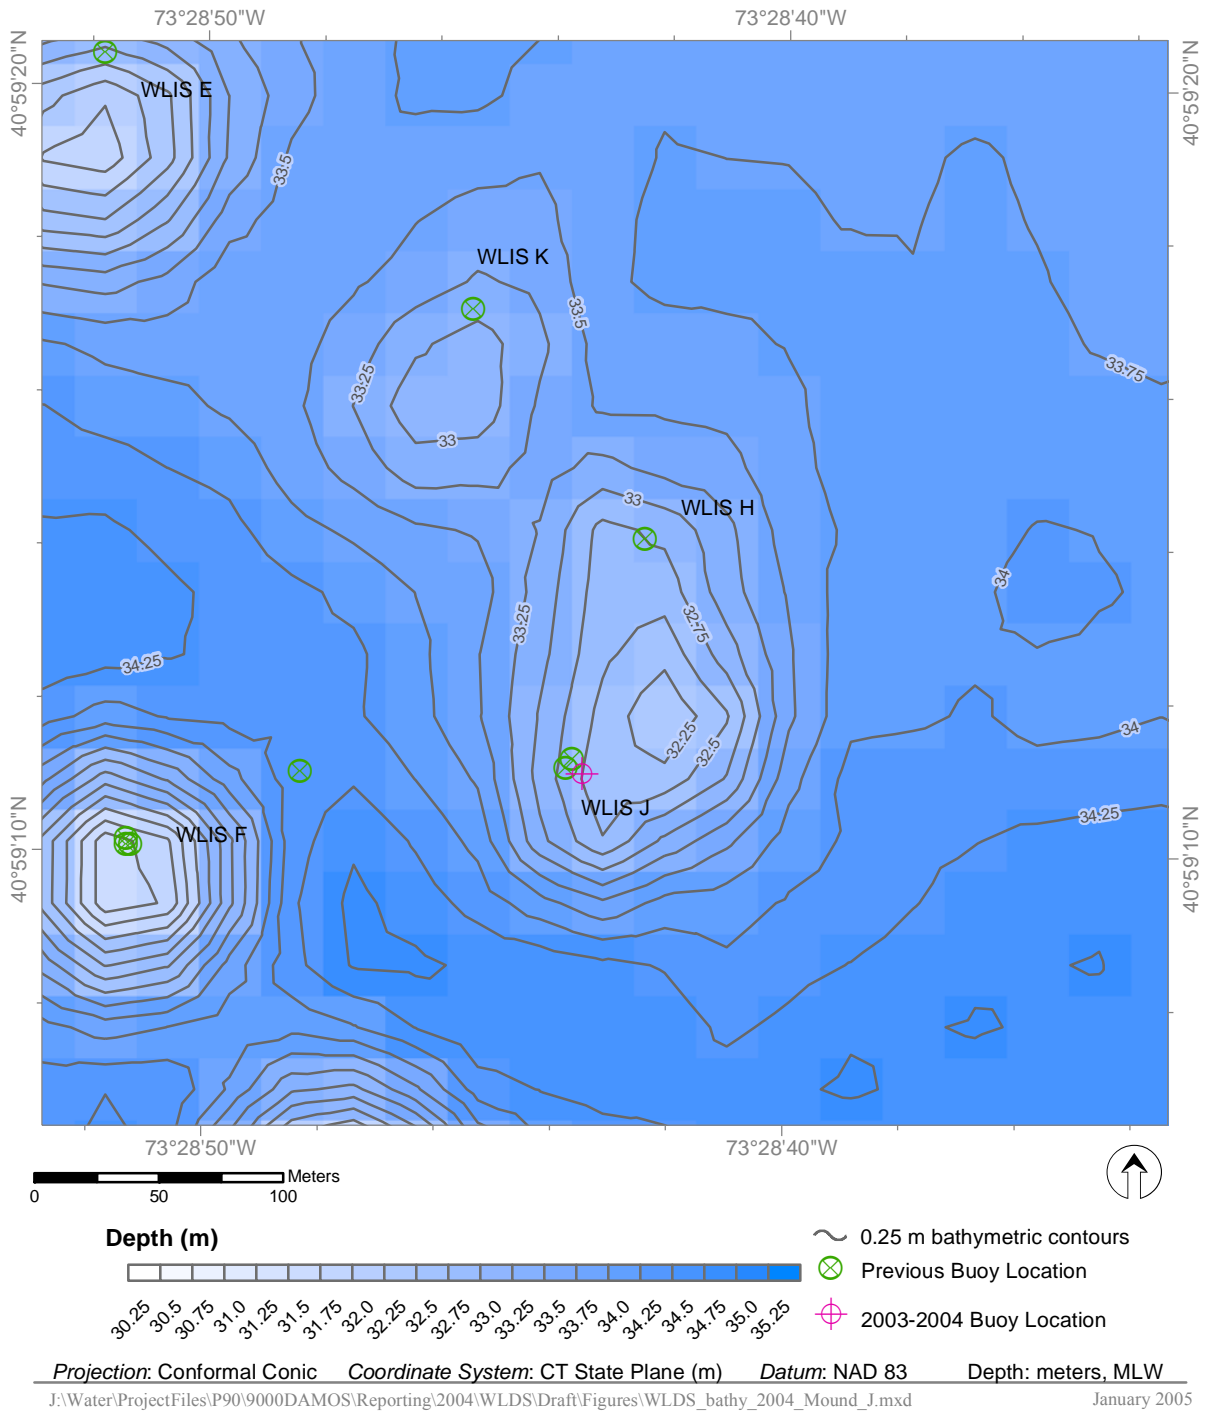 73°28'50"W 73°28'40"W
40°59'20"N 40°59'20"N
WLIS E
33.5
WLIS K
33.5
33.25
33.75
33
33
WLIS H
34
33.25
32.75
34.25
34
32.25
32.5
WLIS J
34.25
WLIS F
40°59'10"N 40°59'10"N
73°28'50"W 73°28'40"W
Meters
0 50 100
Depth (m)
30.25 30.5 30.75 31.0 31.25 31.5 31.75 32.0 32.25 32.5 32.75 33.0 33.25 33.5 33.75 34.0 34.25 34.5 34.75 35.0 35.25
0.25 m bathymetric contours
Previous Buoy Location
2003-2004 Buoy Location
Projection: Conformal Conic Coordinate System: CT State Plane (m) Datum: NAD 83 Depth: meters, MLW
J:\Water\ProjectFiles\P90\9000DAMOS\Reporting\2004\WLDS\Draft\Figures\WLDS_bathy_2004_Mound_J.mxd January 2005